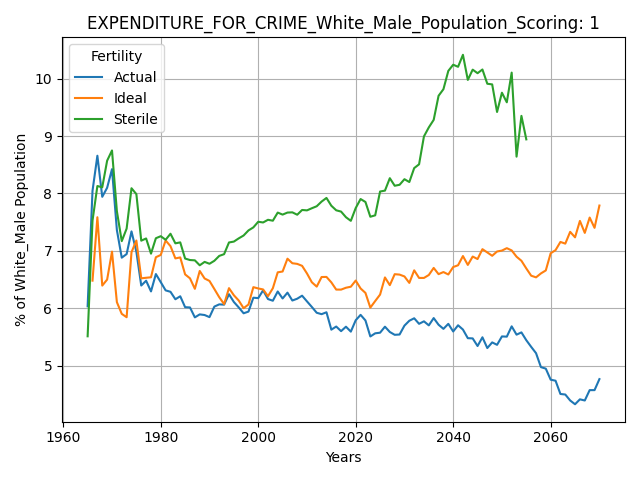 EXPENDITURE_FOR_CRIME_White_Male_Population_Scoring: 1
Fertility
Actual
Ideal
Sterile
% of White_Male Population
10
9
8
7
6
5
1960
1980
2000
2020
2040
2060
Years